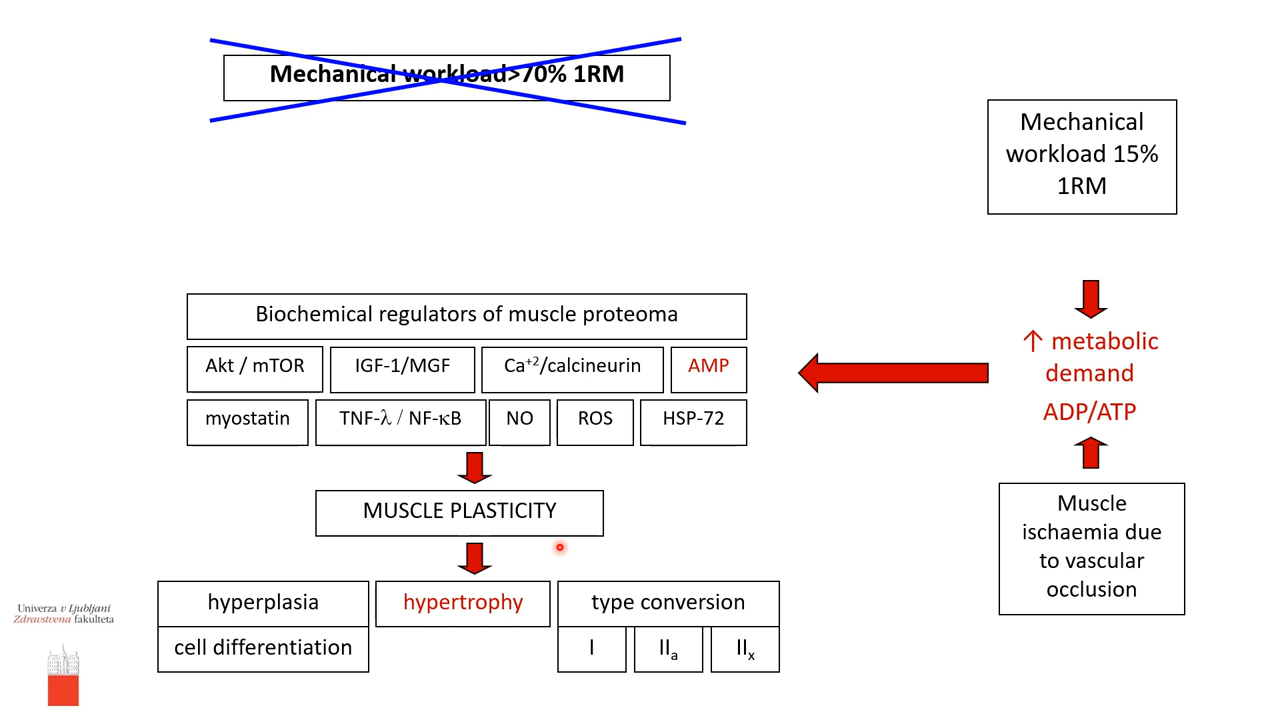 Mechanical workload>70% 1RM
Mechanical
workload 15%
1RM
Biochemical regulators of muscle proteoma
Akt / mTOR
IGF-1/MGF
Ca⁺²/calcineurin
AMP
myostatin
TNF-λ / NF-κB
NO
ROS
HSP-72
↑ metabolic
demand
ADP/ATP
MUSCLE PLASTICITY
Muscle
ischaemia due
to vascular
occlusion
hyperplasia
hypertrophy
type conversion
cell differentiation
I
IIₐ
IIₓ
Univerza v Ljubljani
Zdravstvena fakulteta